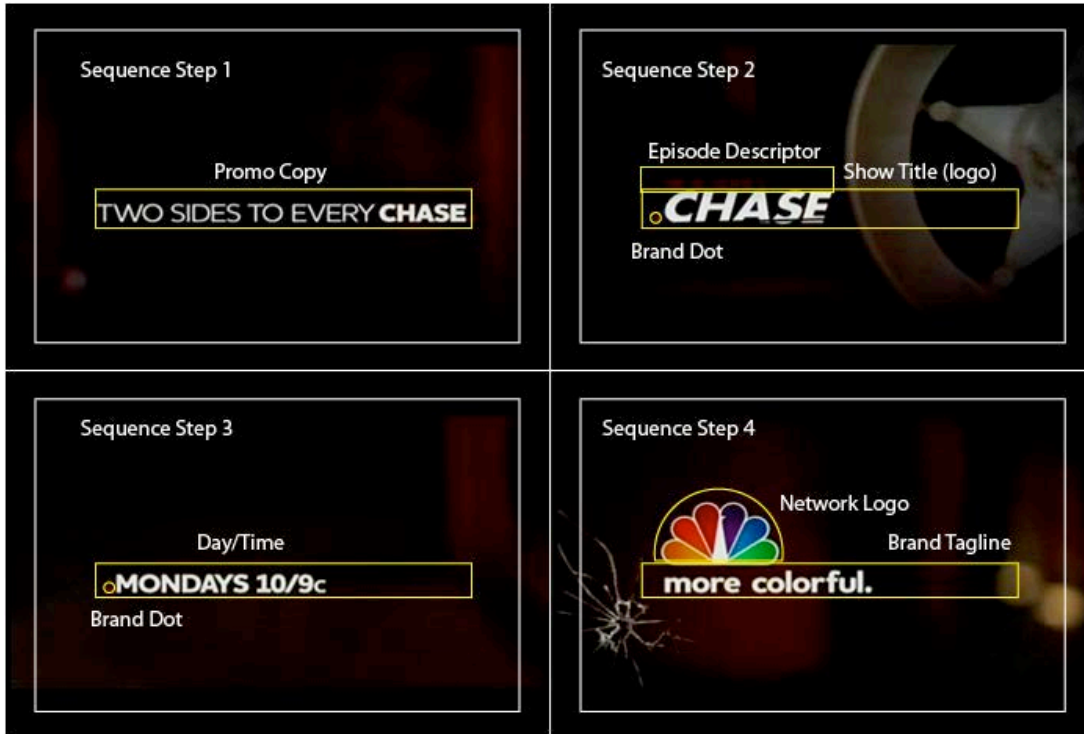 Sequence Step 1
Promo Copy
TWO SIDES TO EVERY CHASE
Sequence Step 2
Episode Descriptor
Show Title (logo)
CHASE
Brand Dot
Sequence Step 3
Day/Time
MONDAYS 10/9c
Brand Dot
Sequence Step 4
Network Logo
Brand Tagline
more colorful.